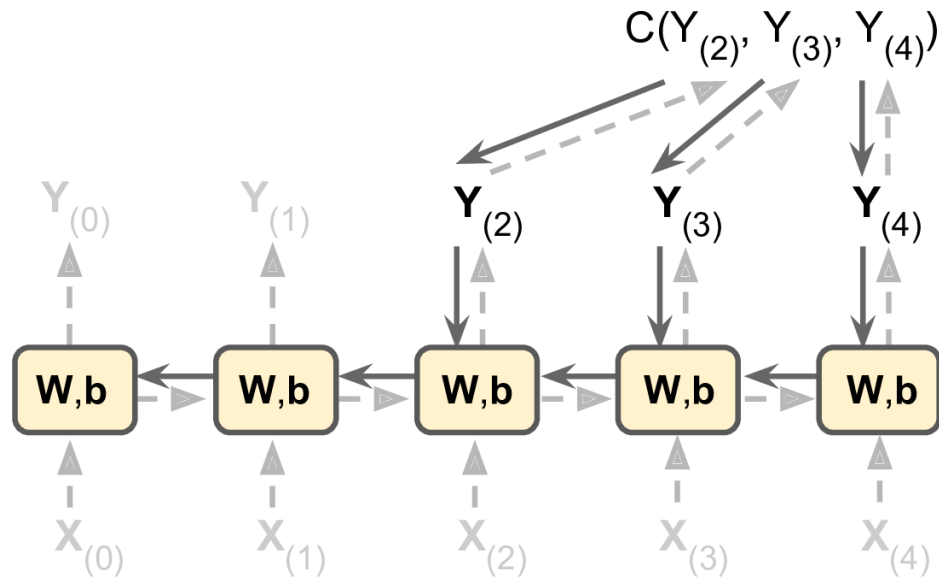 C(Y(2), Y(3), Y(4))
Y(0) Y(1) Y(2) Y(3) Y(4)
W,b W,b W,b W,b W,b
X(0) X(1) X(2) X(3) X(4)